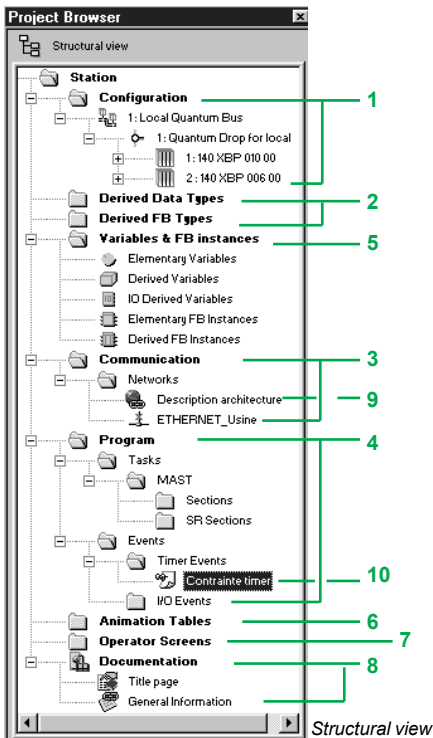 Project Browser
Structural view
Station
Configuration 1
1: Local Quantum Bus
1: Quantum Drop for local
1: 140 XBP 010 00
2: 140 XBP 006 00
Derived Data Types 2
Derived FB Types
Variables & FB instances 5
Elementary Variables
Derived Variables
IO Derived Variables
Elementary FB Instances
Derived FB Instances
Communication 3
Networks
Description architecture 9
ETHERNET_Usine
Program 4
Tasks
MAST
Sections
SR Sections
Events
Timer Events
Contrainte timer 10
I/O Events
Animation Tables 6
Operator Screens 7
Documentation 8
Title page
General Information
Structural view